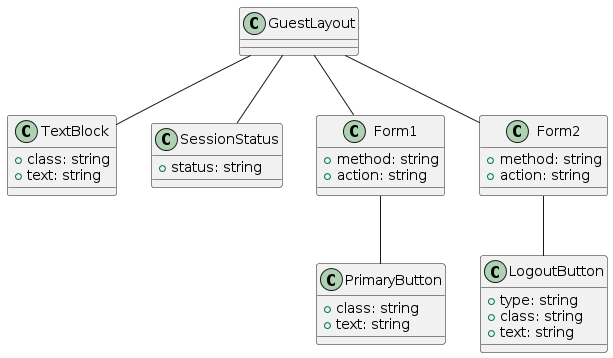 C GuestLayout
C TextBlock
+ class: string
+ text: string
C SessionStatus
+ status: string
C Form1
+ method: string
+ action: string
C Form2
+ method: string
+ action: string
C PrimaryButton
+ class: string
+ text: string
C LogoutButton
+ type: string
+ class: string
+ text: string